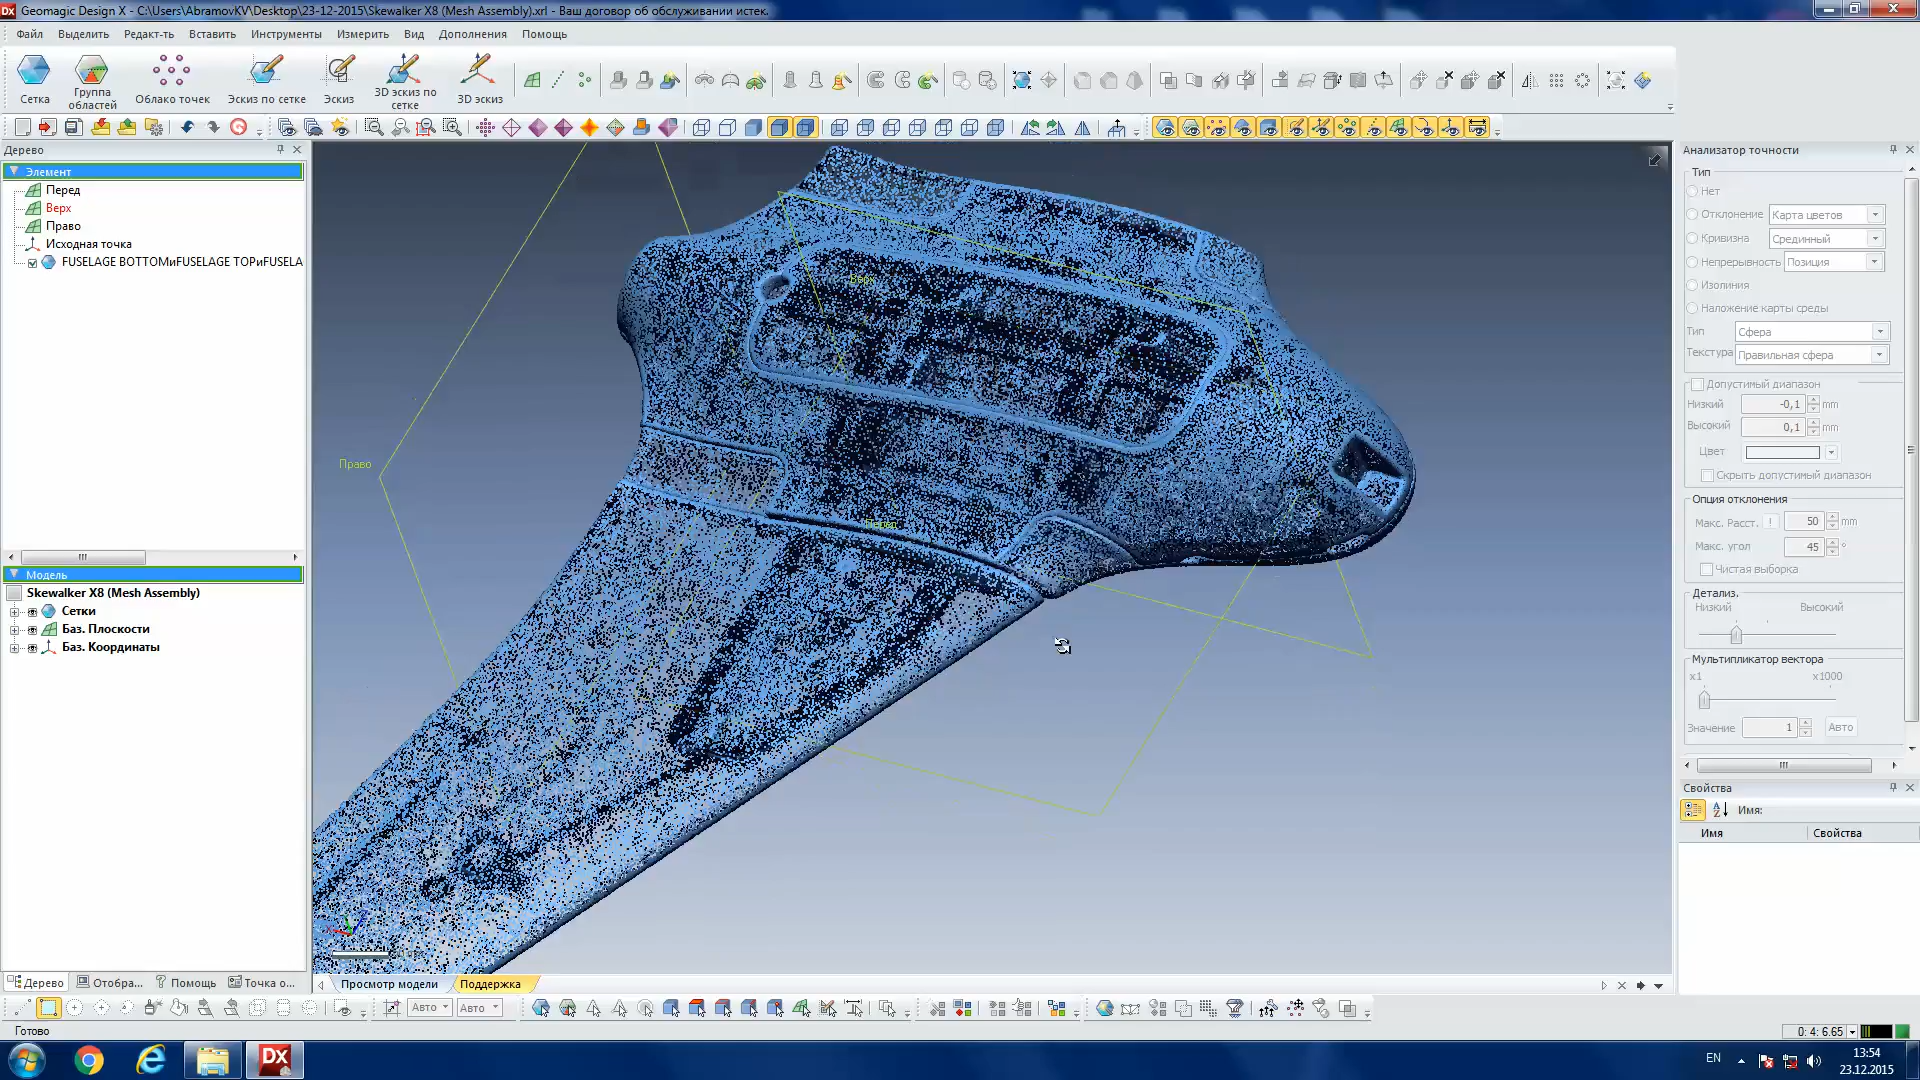 Geomagic Design X - C:\Users\AbramovKV\Desktop\23-12-2015\Skewalker X8 (Mesh Assembly).xrl - Ваш договор об обслуживании истек.
Файл Выделить Редакт-ть Вставить Инструменты Измерить Вид Дополнения Помощь
Сетка
Группа областей
Облако точек
Эскиз по сетке
Эскиз
3D эскиз по сетке
3D эскиз
Дерево
Элемент
Перед
Верх
Право
Исходная точка
FUSELAGE BOTTOMиFUSELAGE TOPиFUSELA
Модель
Skewalker X8 (Mesh Assembly)
Сетки
Баз. Плоскости
Баз. Координаты
Дерево Отобра... Помощь Точка о...
Верх
Право
Перед
Просмотр модели Поддержка
Анализатор точности
Тип
Нет
Отклонение Карта цветов
Кривизна Срединный
Непрерывность Позиция
Изолиния
Наложение карты среды
Тип Сфера
Текстура Правильная сфера
Допустимый диапазон
Низкий -0,1 mm
Высокий 0,1 mm
Цвет
Скрыть допустимый диапазон
Опция отклонения
Макс. Расст. ! 50 mm
Макс. угол 45 °
Чистая выборка
Детализ.
Низкий Высокий
Мультипликатор вектора
x1 x1000
Значение 1 Авто
Свойства
Имя:
Имя Свойства
Авто Авто
Готово
0: 4: 6.65
DX
EN
13:54
23.12.2015